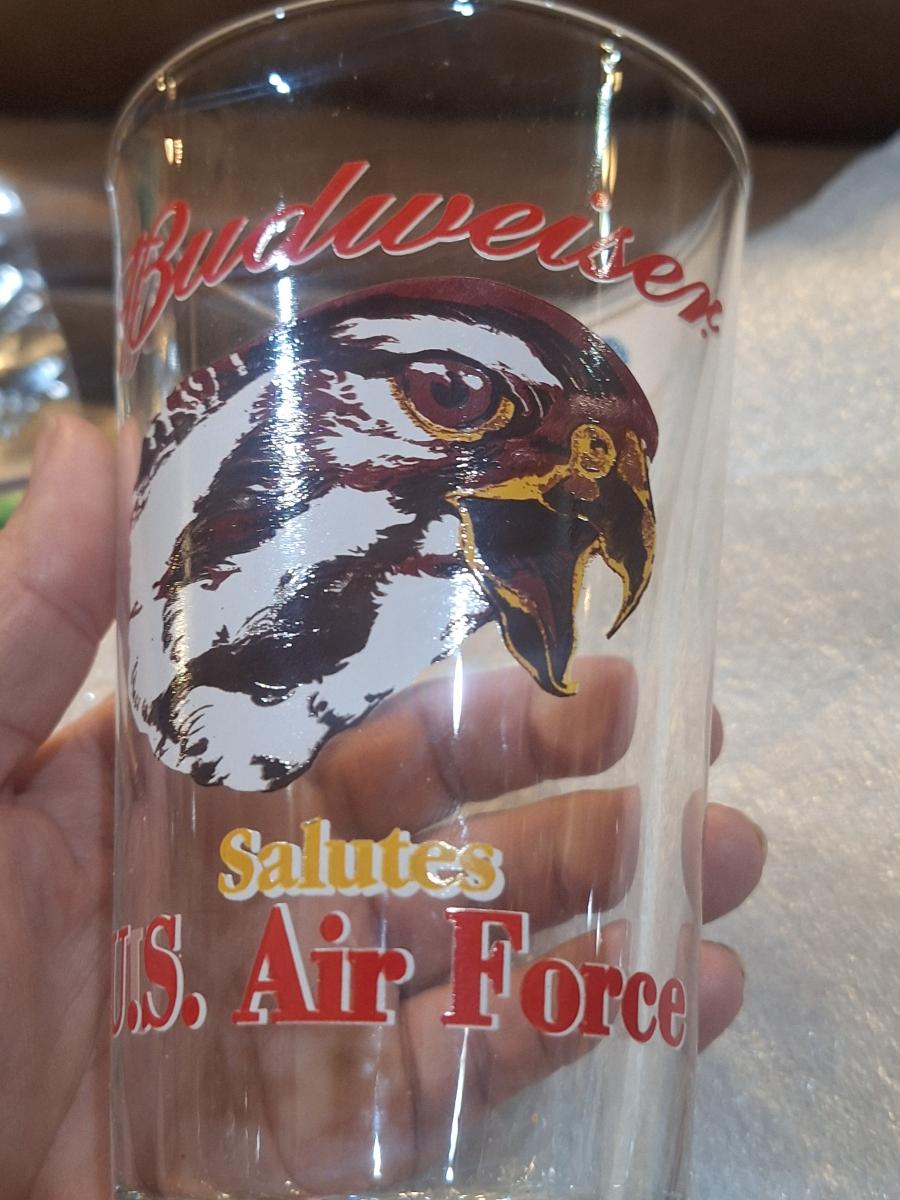 Budweiser
Salutes
U.S. Air Force